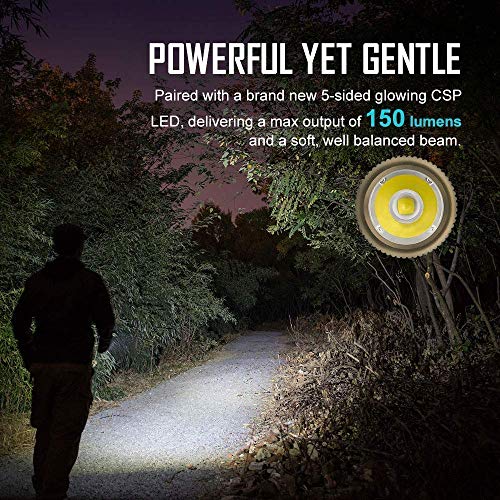 POWERFUL YET GENTLE
Paired with a brand new 5-sided glowing CSP
LED, delivering a max output of 150 lumens
and a soft, well balanced beam.